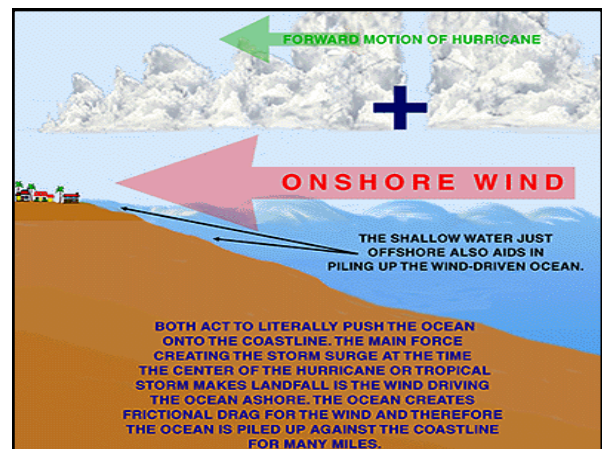 FORWARD MOTION OF HURRICANE
+
ONSHORE WIND
THE SHALLOW WATER JUST
OFFSHORE ALSO AIDS IN
PILING UP THE WIND-DRIVEN OCEAN.
BOTH ACT TO LITERALLY PUSH THE OCEAN
ONTO THE COASTLINE. THE MAIN FORCE
CREATING THE STORM SURGE AT THE TIME
THE CENTER OF THE HURRICANE OR TROPICAL
STORM MAKES LANDFALL IS THE WIND DRIVING
THE OCEAN ASHORE. THE OCEAN CREATES
FRICTIONAL DRAG FOR THE WIND AND THEREFORE
THE OCEAN IS PILED UP AGAINST THE COASTLINE
FOR MANY MILES.